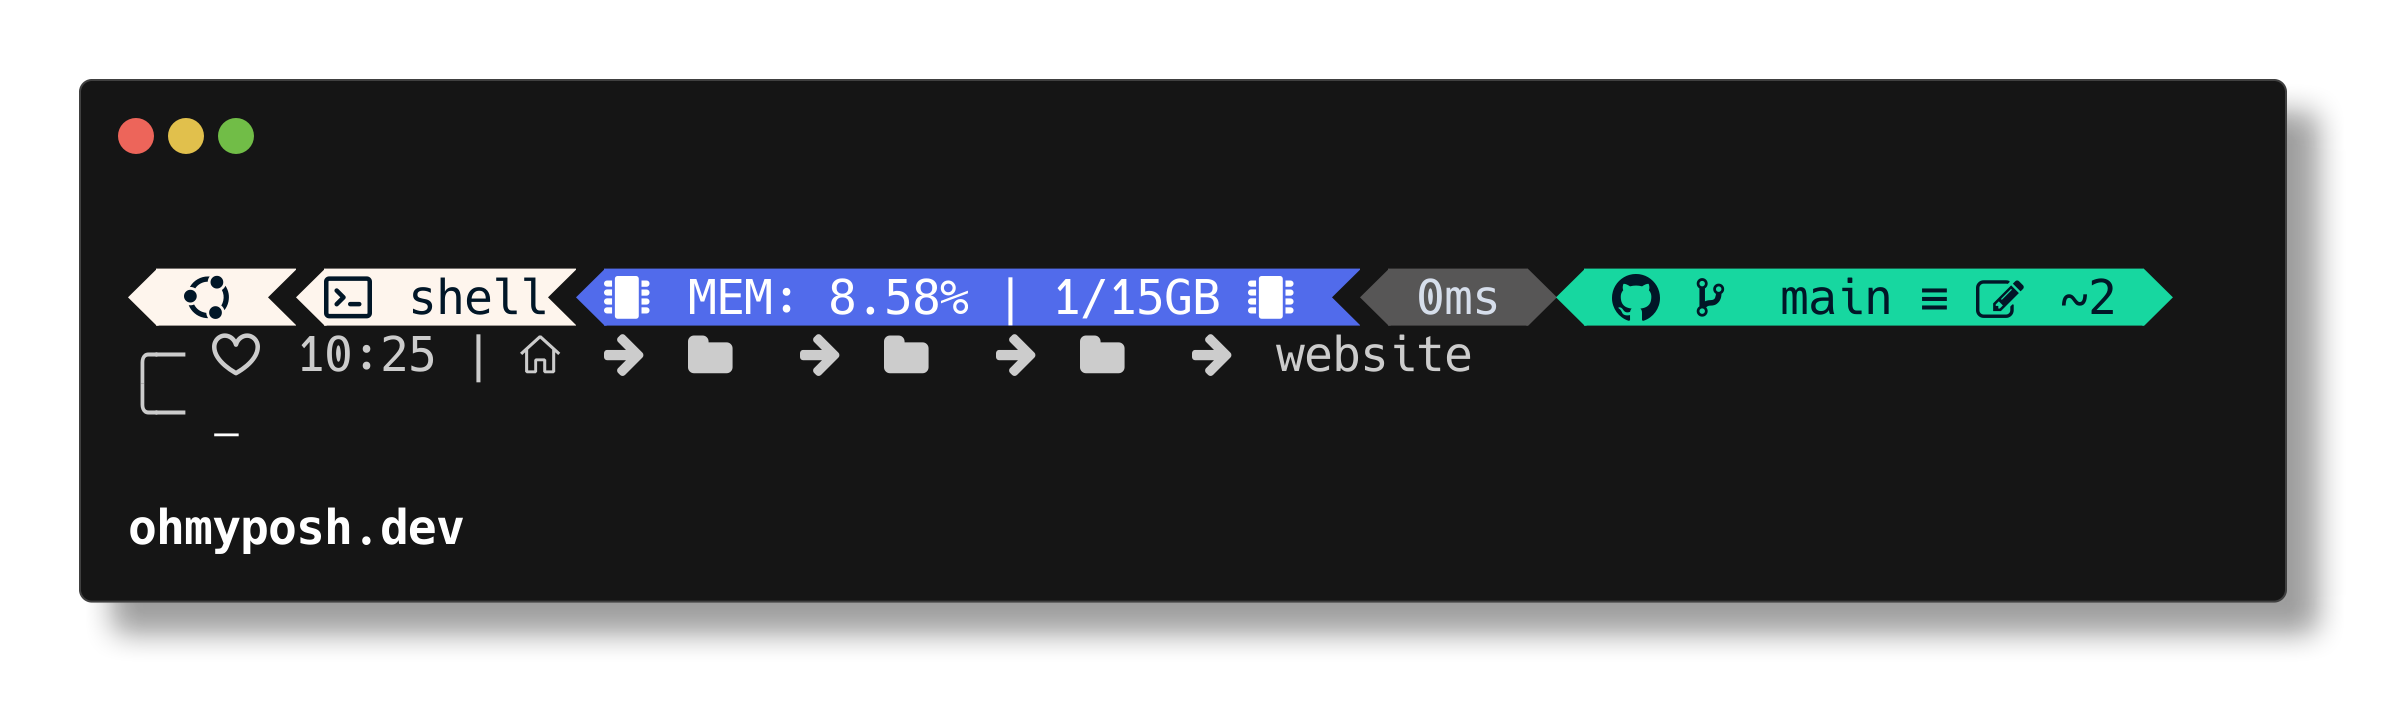 shell MEM: 8.58% | 1/15GB 0ms main ≡ ~2
10:25 | website
_
ohmyposh.dev